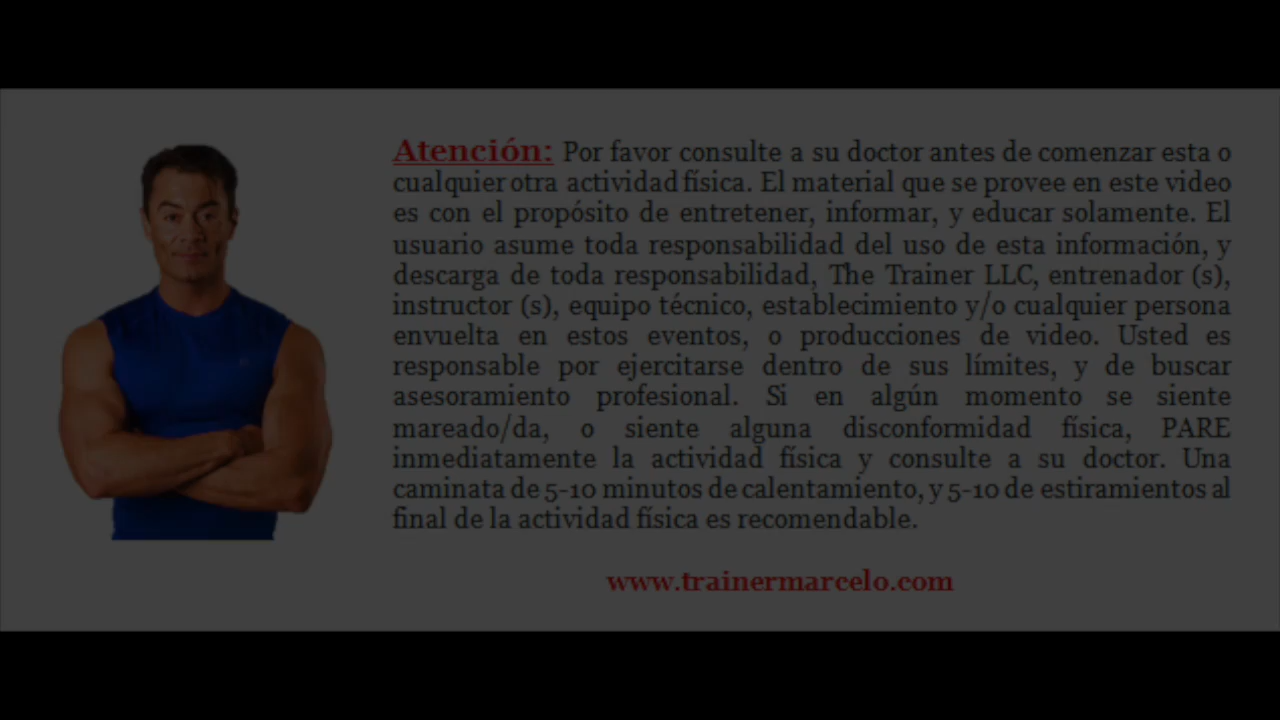 Atención: Por favor consulte a su doctor antes de comenzar esta o
cualquier otra actividad física. El material que se provee en este video
es con el propósito de entretener, informar, y educar solamente. El
usuario asume toda responsabilidad del uso de esta información, y
descarga de toda responsabilidad, The Trainer LLC, entrenador (s),
instructor (s), equipo técnico, establecimiento y/o cualquier persona
envuelta en estos eventos, o producciones de video. Usted es
responsable por ejercitarse dentro de sus límites, y de buscar
asesoramiento profesional. Si en algún momento se siente
mareado/da, o siente alguna disconformidad física, PARE
inmediatamente la actividad física y consulte a su doctor. Una
caminata de 5-10 minutos de calentamiento, y 5-10 de estiramientos al
final de la actividad física es recomendable.
www.trainermarcelo.com